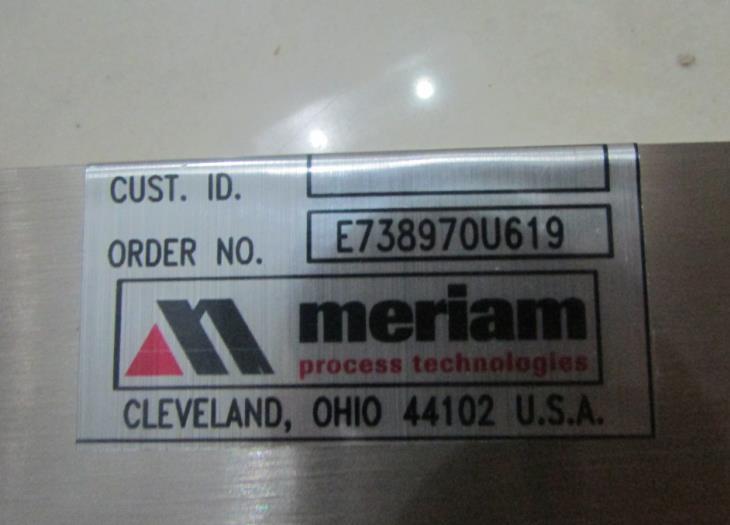 CUST. ID.
ORDER NO. E738970U619
meriam
process technologies
CLEVELAND, OHIO 44102 U.S.A.